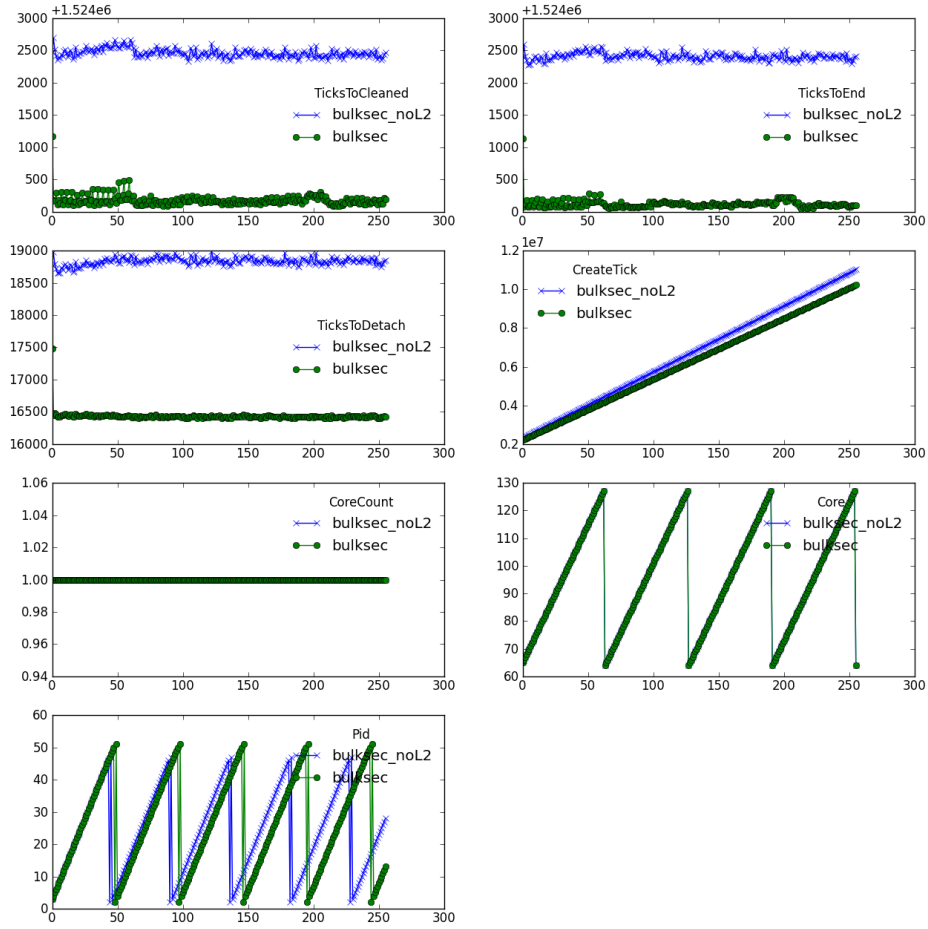 +1.524e6
3000
2500
2000
1500
1000
500
0
TicksToCleaned
bulksec_noL2
bulksec
0 50 100 150 200 250 300
+1.524e6
3000
2500
2000
1500
1000
500
0
TicksToEnd
bulksec_noL2
bulksec
0 50 100 150 200 250 300
19000
18500
18000
17500
17000
16500
16000
TicksToDetach
bulksec_noL2
bulksec
0 50 100 150 200 250 300
1e7
1.2
1.0
0.8
0.6
0.4
0.2
CreateTick
bulksec_noL2
bulksec
0 50 100 150 200 250 300
1.06
1.04
1.02
1.00
0.98
0.96
0.94
CoreCount
bulksec_noL2
bulksec
0 50 100 150 200 250 300
130
120
110
100
90
80
70
60
Core
bulksec_noL2
bulksec
0 50 100 150 200 250 300
60
50
40
30
20
10
0
Pid
bulksec_noL2
bulksec
0 50 100 150 200 250 300